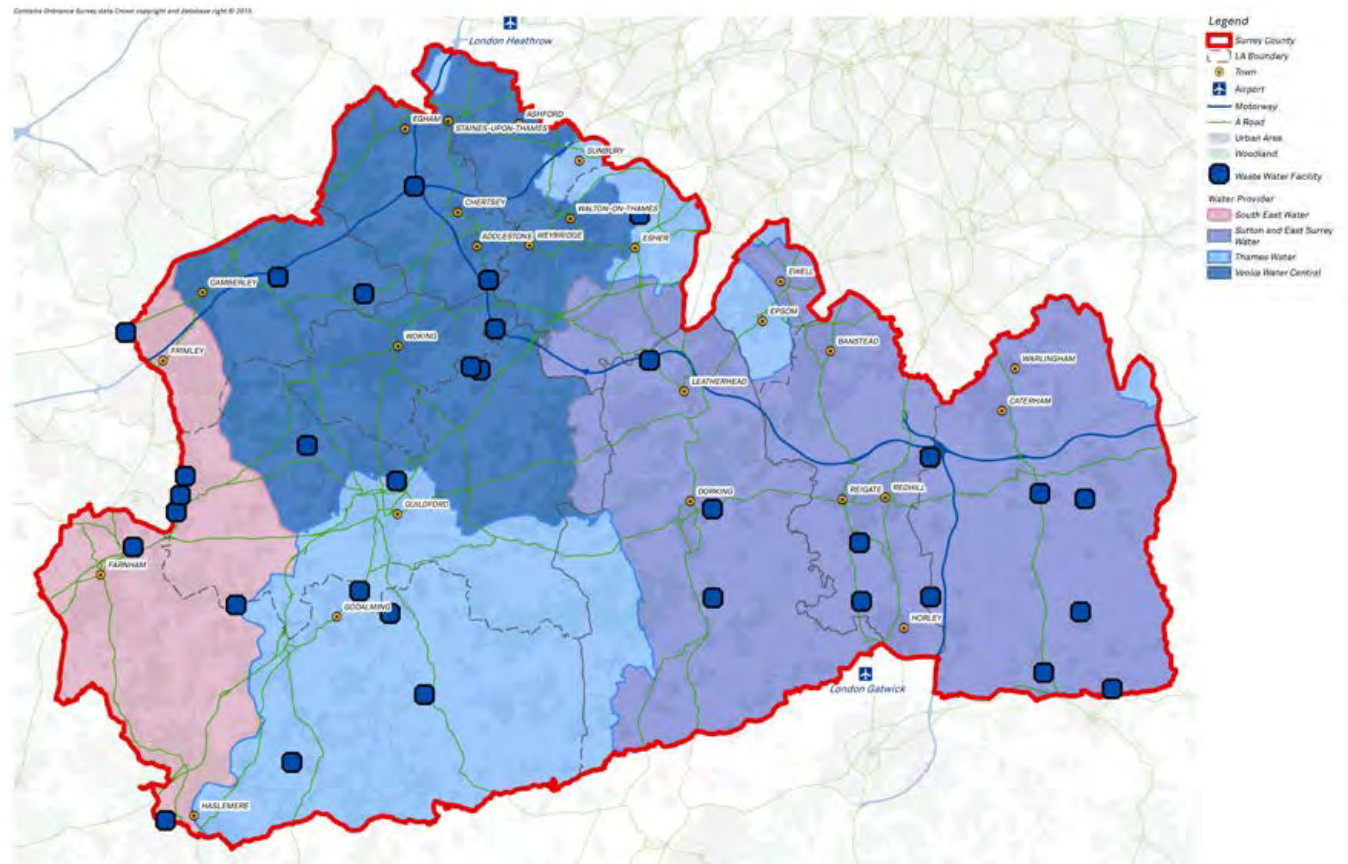 Contains Ordnance Survey data Crown copyright and database right © 2015.
London Heathrow
EGHAM
STAINES-UPON-THAMES
ASHFORD
SUNBURY
CHERTSEY
WALTON-ON-THAMES
ADDLESTONE
WEYBRIDGE
ESHER
CAMBERLEY
EWELL
EPSOM
FRIMLEY
WOKING
BANSTEAD
WARLINGHAM
LEATHERHEAD
CATERHAM
GUILDFORD
DORKING
REIGATE
REDHILL
FARNHAM
GODALMING
HORLEY
London Gatwick
HASLEMERE
Legend
Surrey County
LA Boundary
Town
Airport
Motorway
A Road
Urban Area
Woodland
Waste Water Facility
Water Provider
South East Water
Sutton and East Surrey
Water
Thames Water
Veolia Water Central